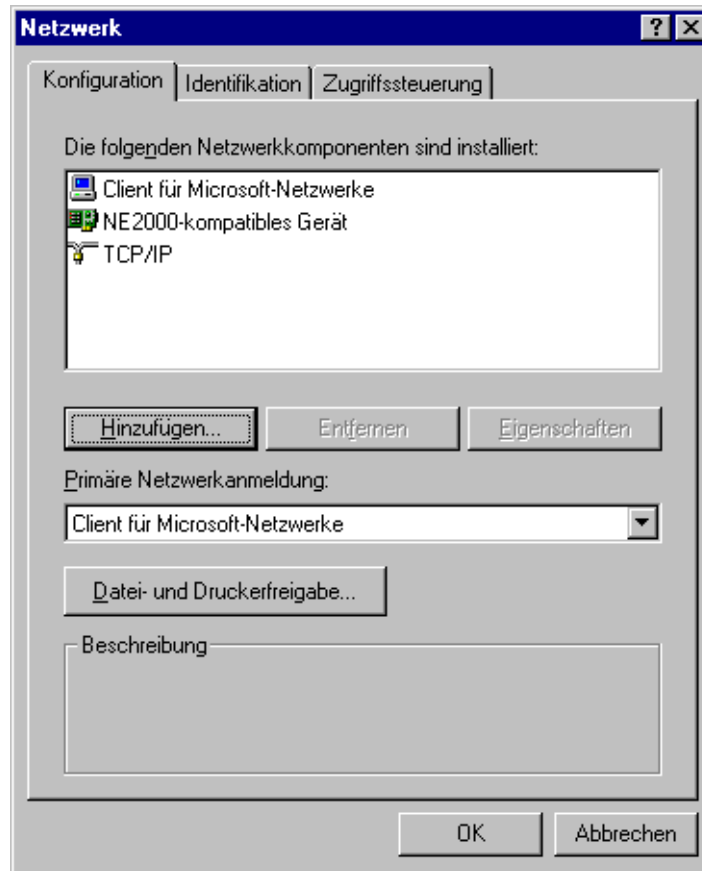 Netzwerk
Konfiguration Identifikation Zugriffssteuerung
Die folgenden Netzwerkkomponenten sind installiert:
Client für Microsoft-Netzwerke
NE2000-kompatibles Gerät
TCP/IP
Hinzufügen... Entfernen Eigenschaften
Primäre Netzwerkanmeldung:
Client für Microsoft-Netzwerke
Datei- und Druckerfreigabe...
Beschreibung
OK Abbrechen